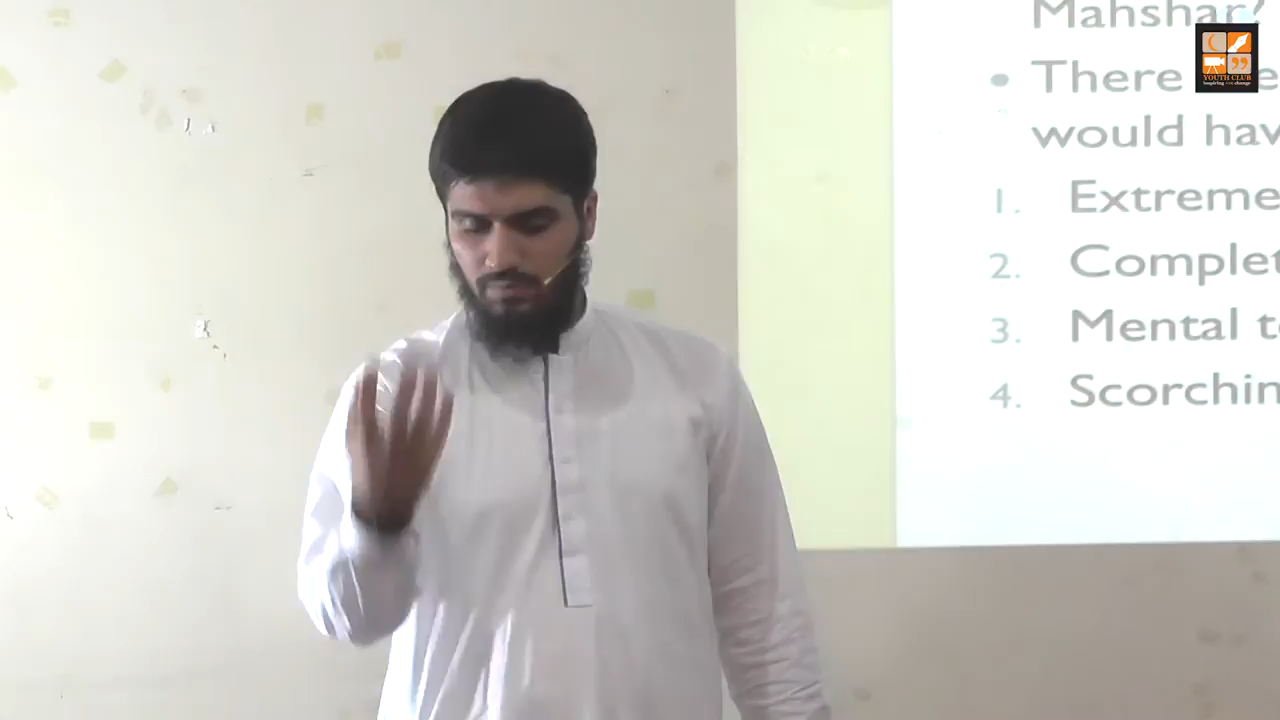 Mahshar?
There
would hav
1. Extreme
2. Complet
3. Mental t
4. Scorchin
YOUTH CLUB